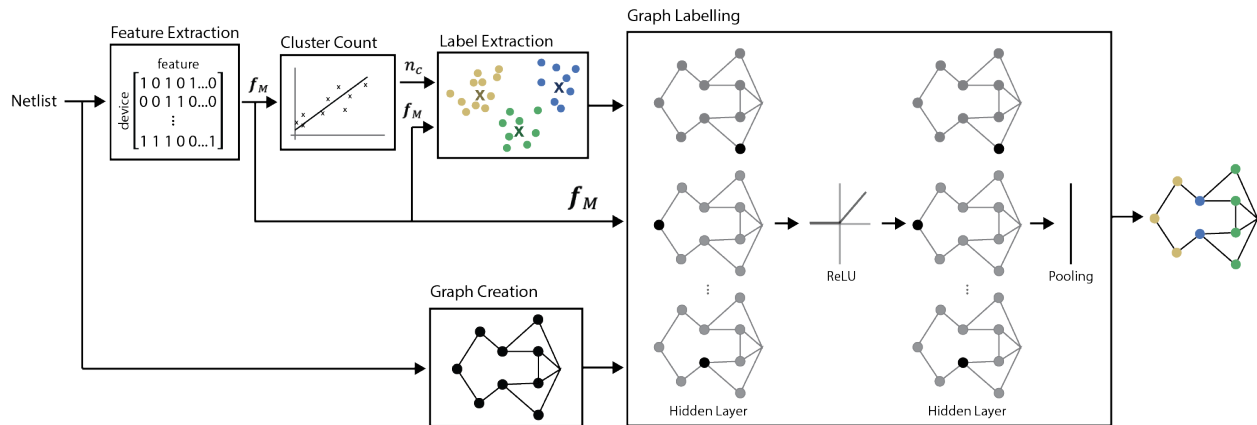 Graph Labelling
Feature Extraction
Cluster Count
Label Extraction
feature
device
1 0 1 0 1...0
0 0 1 1 0...0
⋮
1 1 1 0 0...1
Netlist
f_M
x x x x x x x x x
n_c
f_M
X X X
f_M
ReLU
Pooling
⋮ ⋮
Graph Creation
Hidden Layer
Hidden Layer